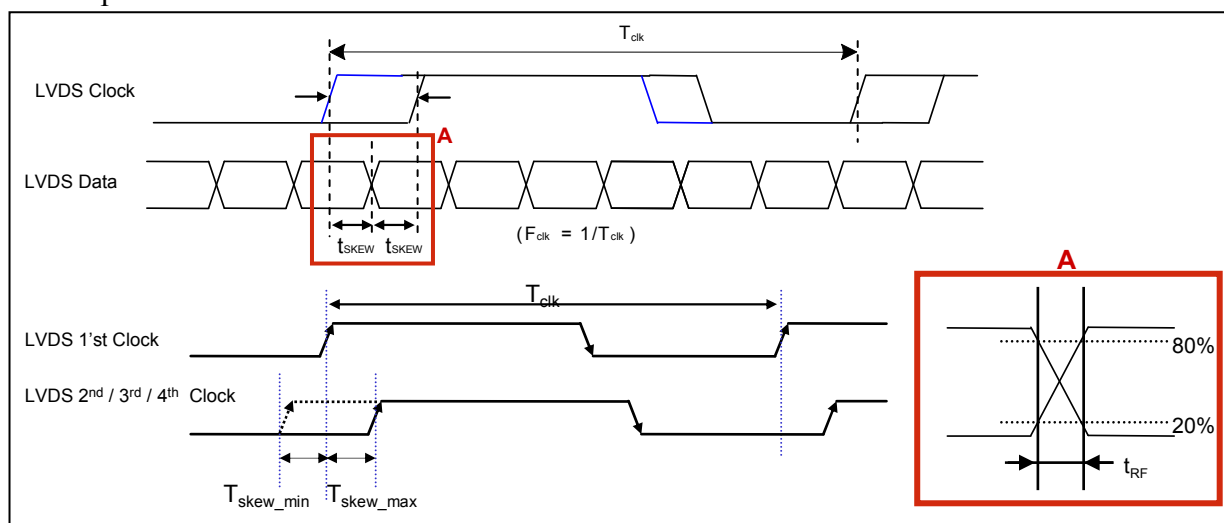 Tclk
LVDS Clock
A
LVDS Data
tSKEW tSKEW
(Fclk = 1/Tclk)
A
Tclk
LVDS 1'st Clock
80%
LVDS 2nd / 3rd / 4th Clock
20%
tRF
Tskew_min Tskew_max